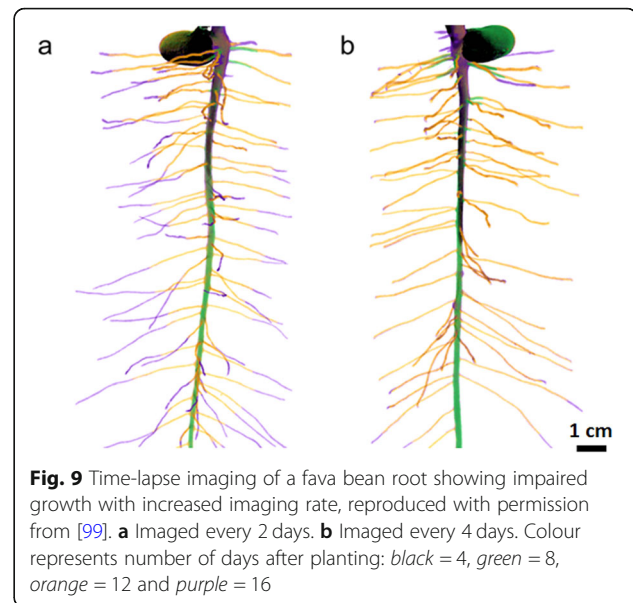 a
b
1 cm
Fig. 9 Time-lapse imaging of a fava bean root showing impaired
growth with increased imaging rate, reproduced with permission
from [99]. a Imaged every 2 days. b Imaged every 4 days. Colour
represents number of days after planting: black = 4, green = 8,
orange = 12 and purple = 16